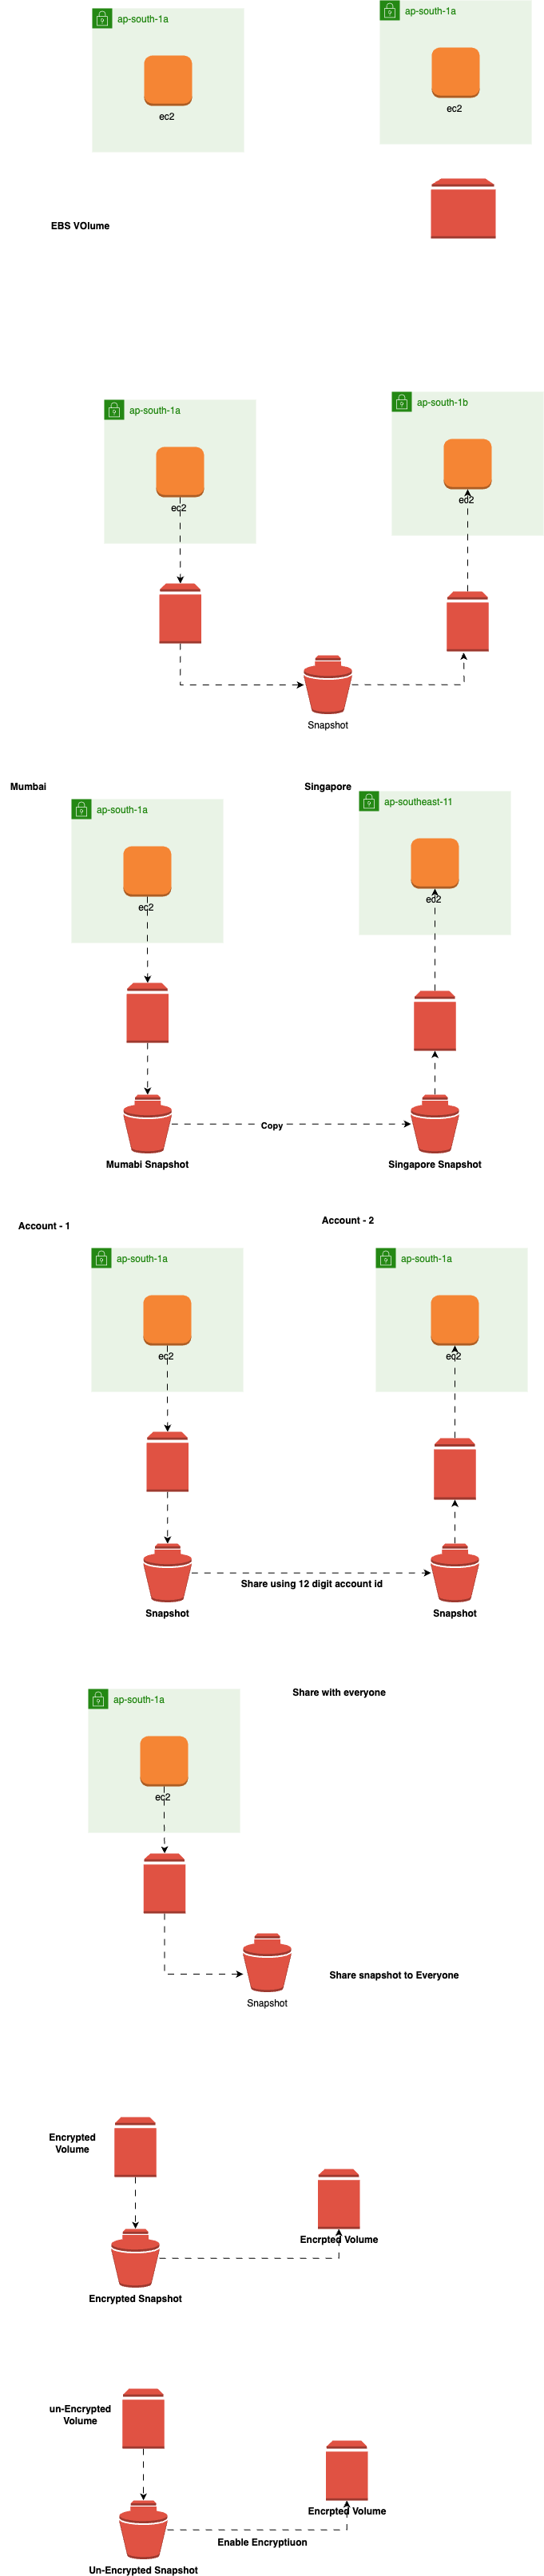 ap-south-1a
ap-south-1a
ec2
ec2
EBS VOlume
ap-south-1a
ap-south-1b
ec2
ec2
Snapshot
Mumbai
Singapore
ap-south-1a
ap-southeast-11
ec2
ec2
Copy
Mumabi Snapshot
Singapore Snapshot
Account - 1
Account - 2
ap-south-1a
ap-south-1a
ec2
ec2
Share using 12 digit account id
Snapshot
Snapshot
Share with everyone
ap-south-1a
ec2
Share snapshot to Everyone
Snapshot
Encrypted
Volume
Encrpted Volume
Encrypted Snapshot
un-Encrypted
Volume
Encrpted Volume
Enable Encryptiuon
Un-Encrypted Snapshot